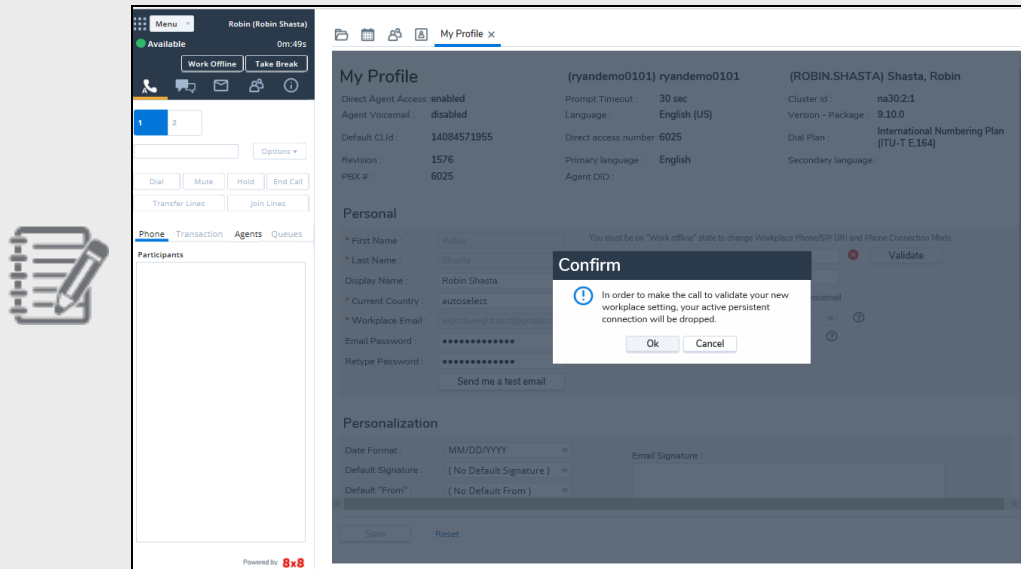 Menu Robin (Robin Shasta)
Available 0m:49s
Work Offline Take Break
1 2
Options
Dial Mute Hold End Call
Transfer Lines Join Lines
Phone Transaction Agents Queues
Participants
Powered by 8x8
My Profile ×
My Profile (ryandemo0101) ryandemo0101 (ROBIN.SHASTA) Shasta, Robin
Direct Agent Access : enabled Prompt Timeout : 30 sec Cluster id : na30:2:1
Agent Voicemail : disabled Language : English (US) Version - Package : 9.10.0
Default CLId : 14084571955 Direct access number : 6025 Dial Plan : International Numbering Plan
(ITU-T E.164)
Revision : 1576 Primary language : English Secondary language :
PBX # : 6025 Agent DID :
Personal
* First Name : Robin You must be on "Work offline" state to change Workplace Phone/SIP URI and Phone Connection Mode
* Last Name : Shasta Validate
Display Name : Robin Shasta
* Current Country : autoselect
* Workplace Email :
Email Password : •••••••••••••
Retype Password : •••••••••••••
Send me a test email
Confirm
In order to make the call to validate your new
workplace setting, your active persistent
connection will be dropped.
Ok Cancel
Personalization
Date Format : MM/DD/YYYY Email Signature :
Default Signature : ( No Default Signature )
Default "From" : ( No Default From )
Save Reset